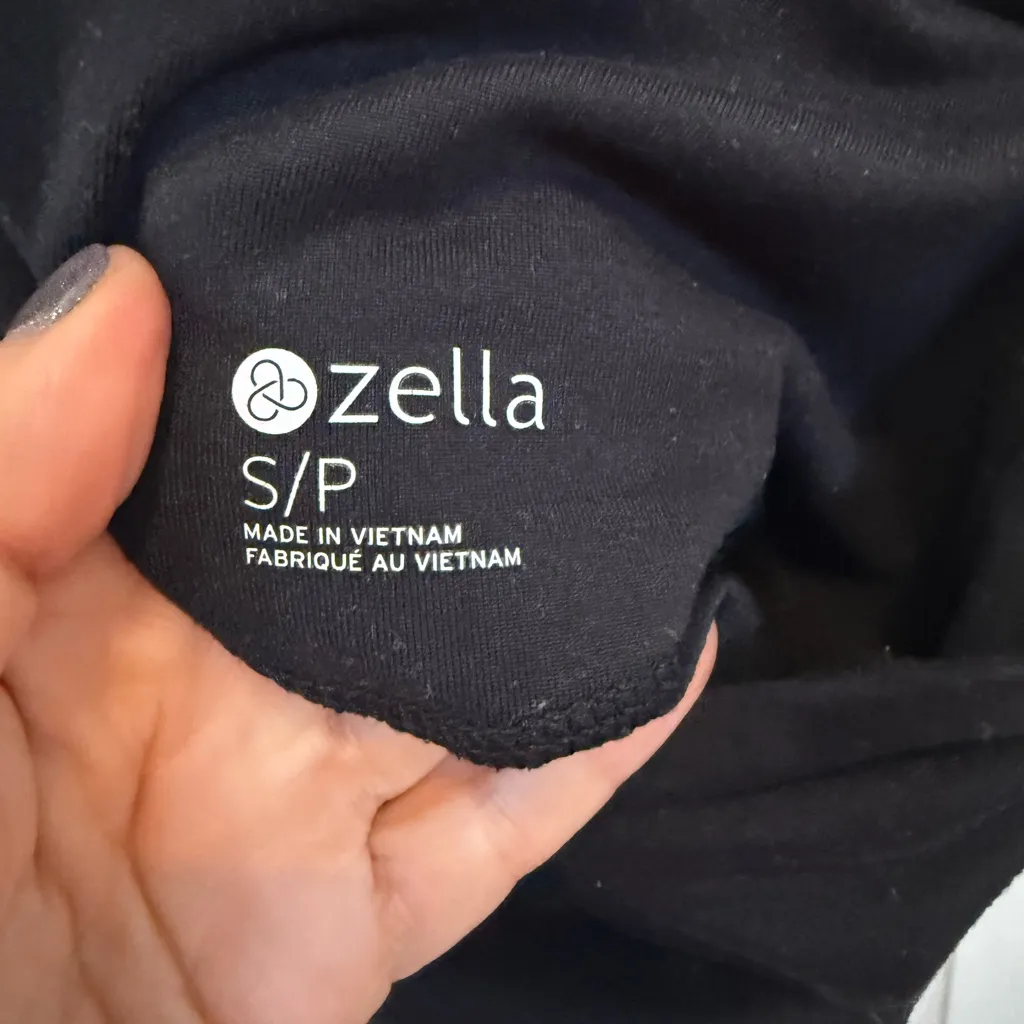 zella
S/P
MADE IN VIETNAM
FABRIQUÉ AU VIETNAM